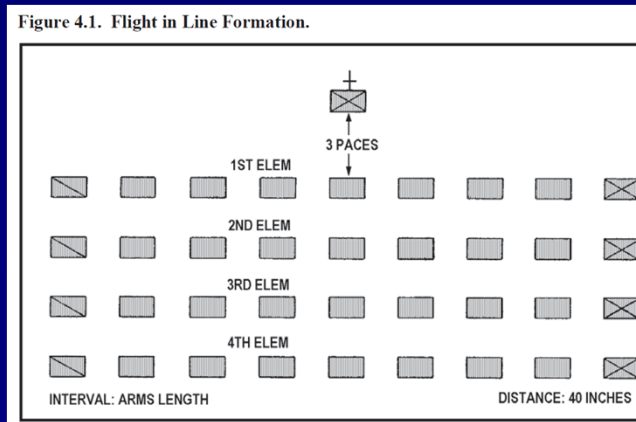 Figure 4.1. Flight in Line Formation.
3 PACES
1ST ELEM
2ND ELEM
3RD ELEM
4TH ELEM
INTERVAL: ARMS LENGTH
DISTANCE: 40 INCHES